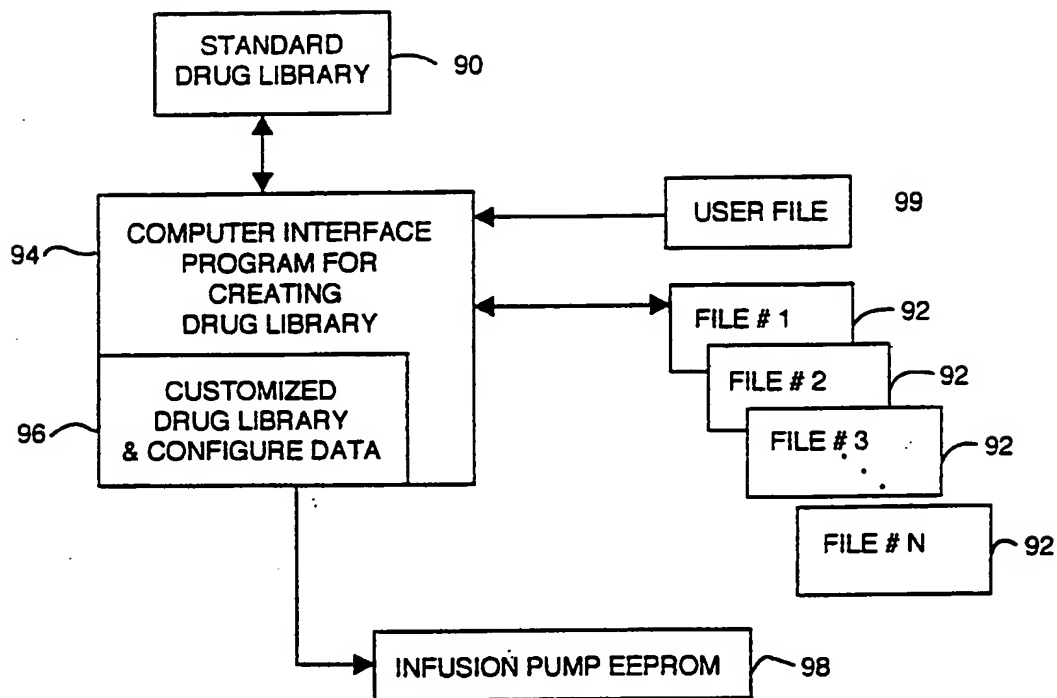 STANDARD
DRUG LIBRARY
90
COMPUTER INTERFACE
PROGRAM FOR
CREATING
DRUG LIBRARY
94
USER FILE
99
FILE # 1
92
FILE # 2
92
FILE # 3
92
FILE # N
92
CUSTOMIZED
DRUG LIBRARY
& CONFIGURE DATA
96
INFUSION PUMP EEPROM
98